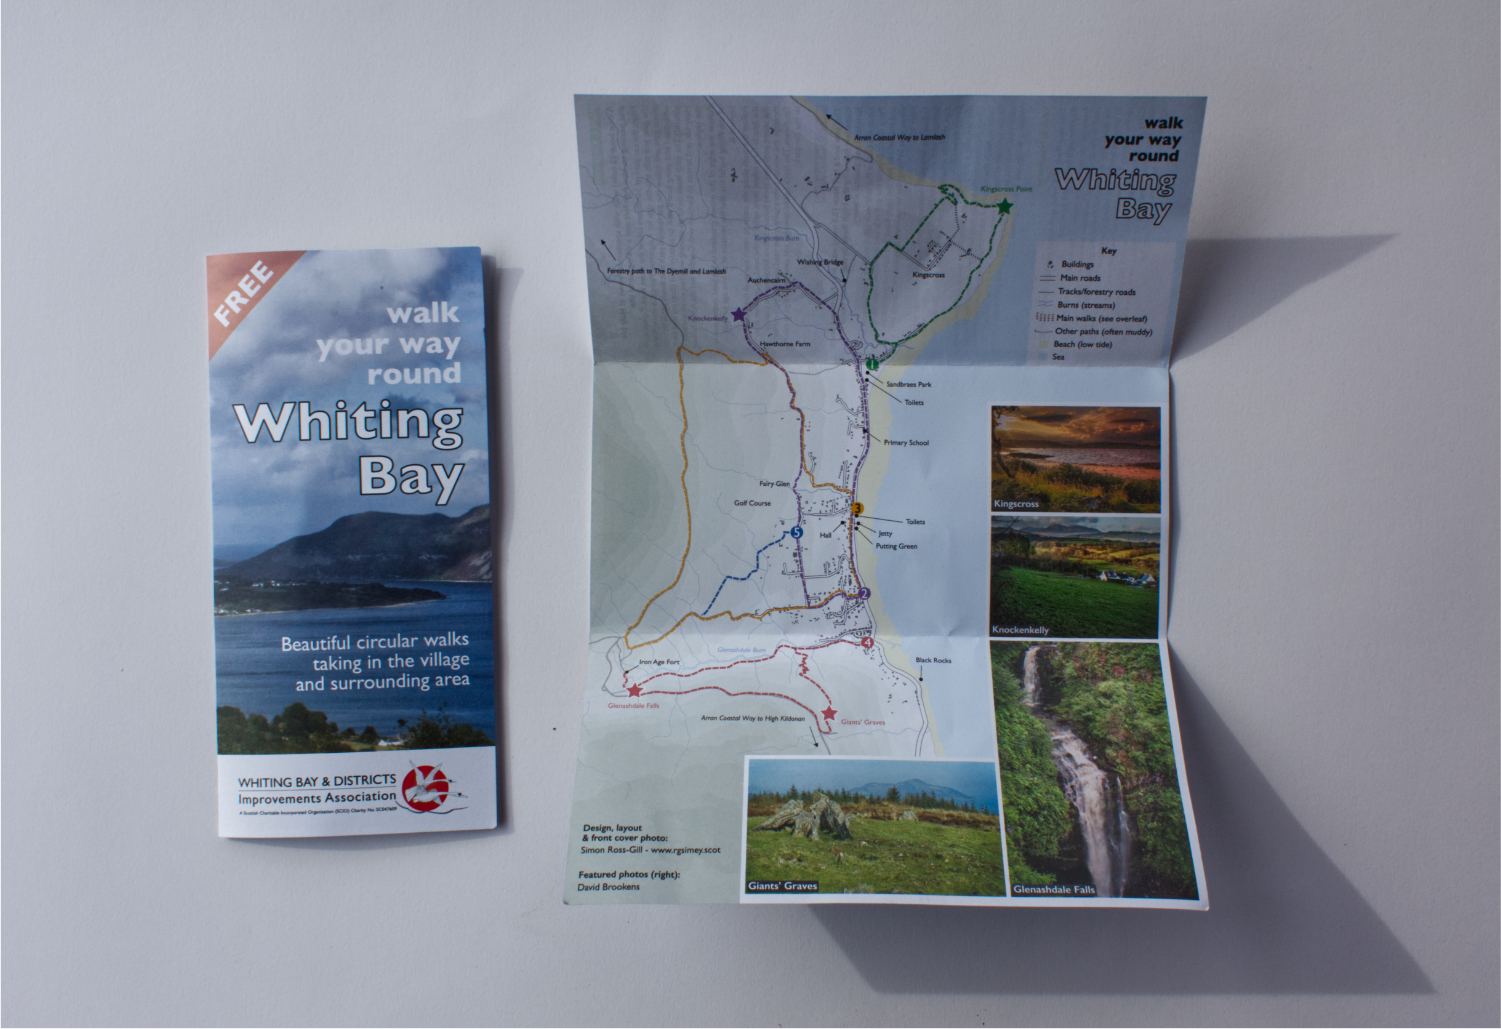 FREE
walk
your way
round
Whiting
Bay
Beautiful circular walks
taking in the village
and surrounding area
WHITING BAY & DISTRICTS
Improvements Association
A Scottish Charitable Incorporated Organisation (SCIO) Charity No.
walk
your way
round
Whiting
Bay
Arran Coastal Way to Lamlash
Kingscross Point
Key
Buildings
Main roads
Tracks/forestry roads
Burns (streams)
Main walks (see overleaf)
Other paths (often muddy)
Beach (low tide)
Sea
Kingscross Burn
Wishing Bridge
Kingscross
Forestry path to The Dyemill and Lamlash
Auchencairn
Knockenkelly
Hawthorne Farm
1
Sandbraes Park
Toilets
Primary School
Fairy Glen
Golf Course
3
Toilets
5
Hall
Jetty
Putting Green
2
4
Glenashdale Burn
Iron Age Fort
Black Rocks
Glenashdale Falls
Arran Coastal Way to High Kildonan
Giants' Graves
Kingscross
Knockenkelly
Giants' Graves
Glenashdale Falls
Design, layout
& front cover photo:
Simon Ross-Gill - www.rgsimey.scot
Featured photos (right):
David Brookens